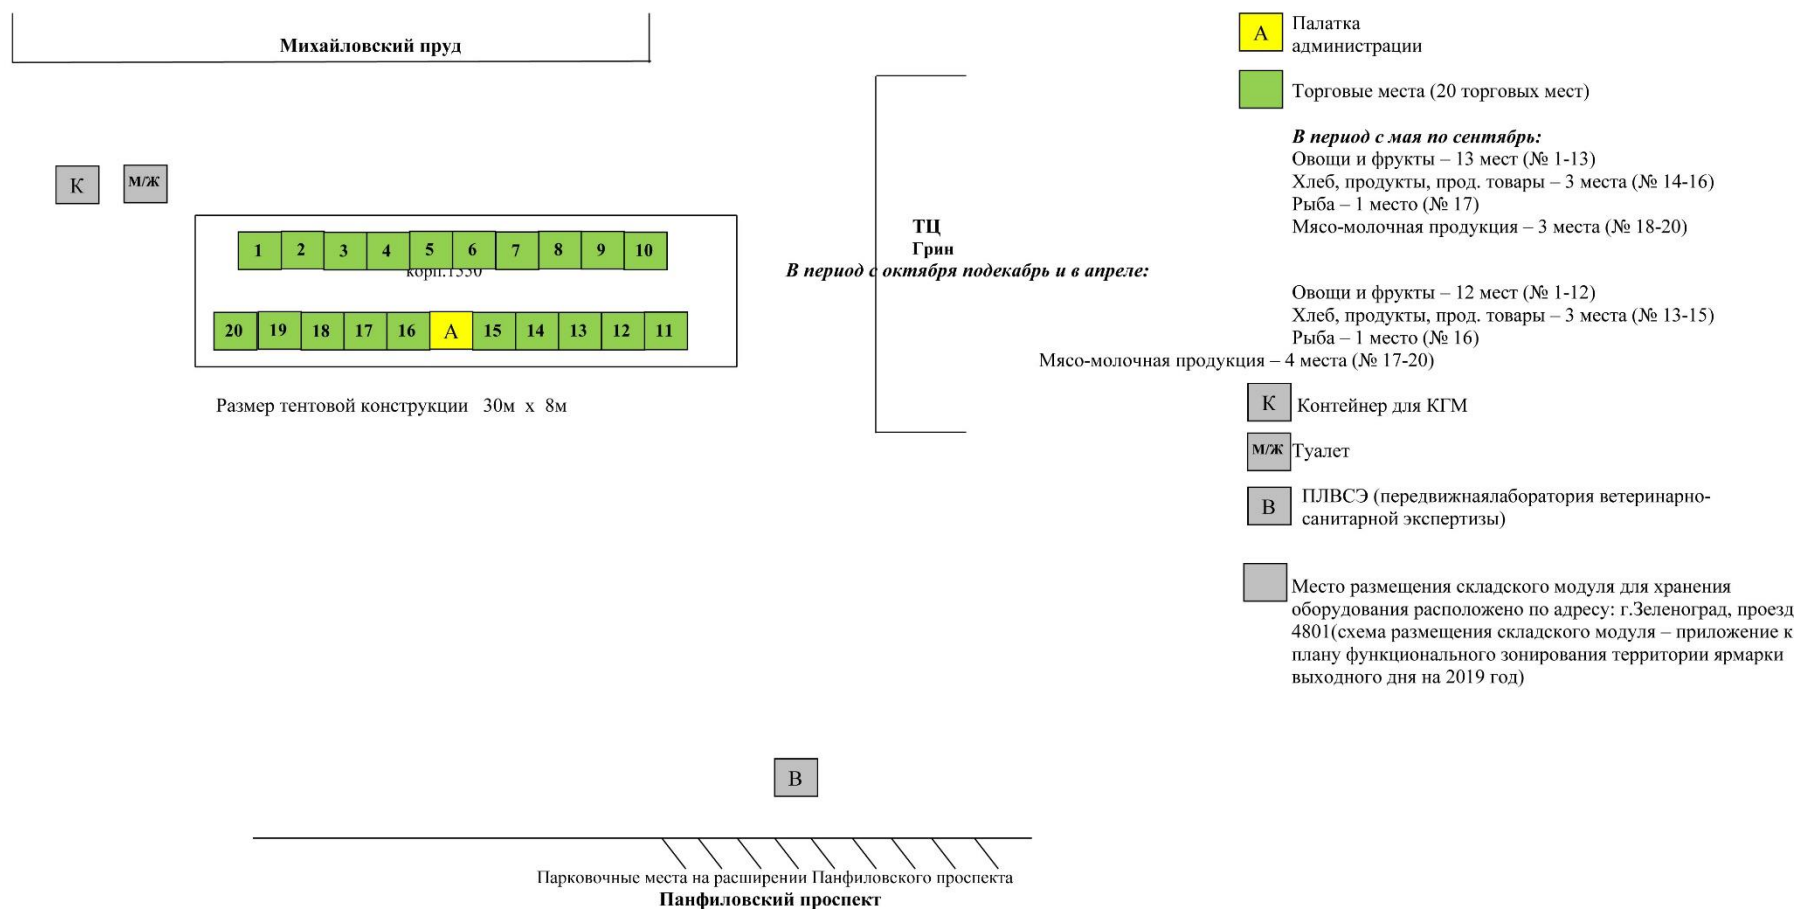 Михайловский пруд
А
Палатка
администрации
Торговые места (20 торговых мест)
В период с мая по сентябрь:
Овощи и фрукты – 13 мест (№ 1-13)
Хлеб, продукты, прод. товары – 3 места (№ 14-16)
Рыба – 1 место (№ 17)
Мясо-молочная продукция – 3 места (№ 18-20)
К
М/Ж
1 2 3 4 5 6 7 8 9 10
корп.1550
20 19 18 17 16 А 15 14 13 12 11
Размер тентовой конструкции 30м х 8м
ТЦ
Грин
В период с октября подекабрь и в апреле:
Овощи и фрукты – 12 мест (№ 1-12)
Хлеб, продукты, прод. товары – 3 места (№ 13-15)
Рыба – 1 место (№ 16)
Мясо-молочная продукция – 4 места (№ 17-20)
К
Контейнер для КГМ
М/Ж
Туалет
В
ПЛВСЭ (передвижнаялаборатория ветеринарно-
санитарной экспертизы)
Место размещения складского модуля для хранения
оборудования расположено по адресу: г.Зеленоград, проезд
4801(схема размещения складского модуля – приложение к
плану функционального зонирования территории ярмарки
выходного дня на 2019 год)
В
Парковочные места на расширении Панфиловского проспекта
Панфиловский проспект